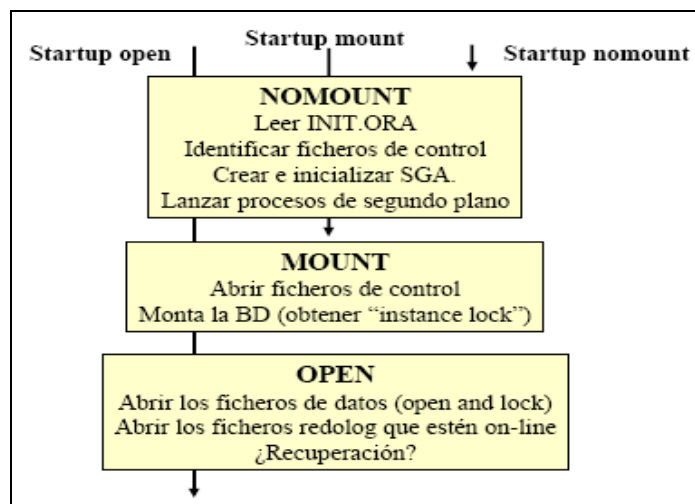 Startup open
Startup mount
Startup nomount
NOMOUNT
Leer INIT.ORA
Identificar ficheros de control
Crear e inicializar SGA.
Lanzar procesos de segundo plano
MOUNT
Abrir ficheros de control
Monta la BD (obtener “instance lock”)
OPEN
Abrir los ficheros de datos (open and lock)
Abrir los ficheros redolog que estén on-line
¿Recuperación?